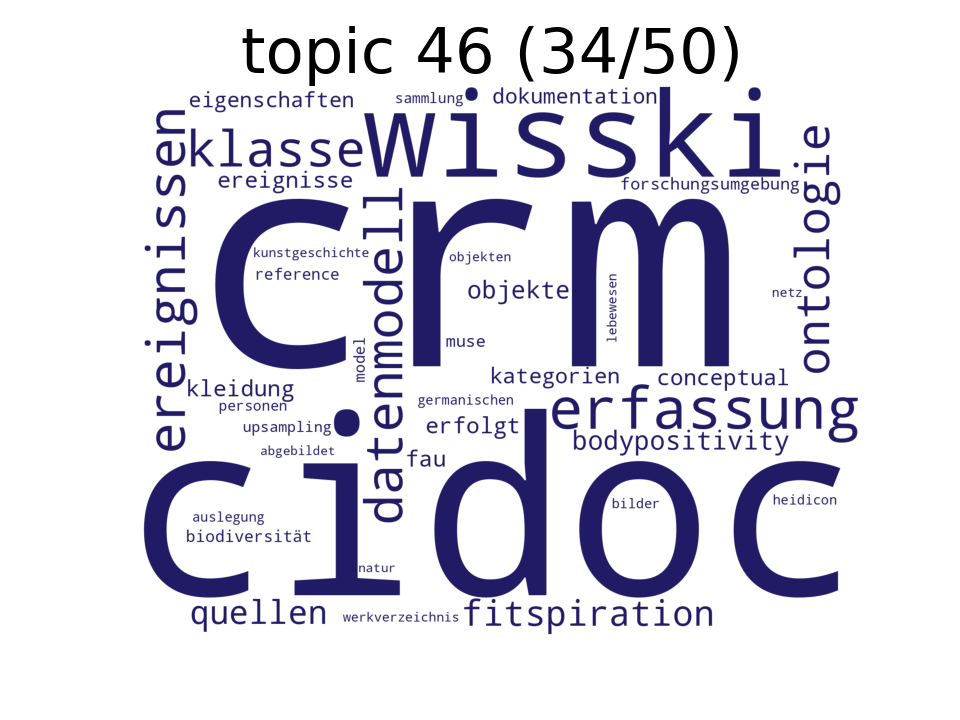 topic 46 (34/50)
eigenschaften
sammlung
dokumentation
wisski
klasse
ereignissen
ereignisse
forschungsumgebung
ontologie
crm
datenmodell
kunstgeschichte
reference
objekten
objekte
lebewesen
netz
muse
model
kategorien
conceptual
kleidung
personen
germanischen
erfassung
upsampling
erfolgt
bodypositivity
abgebildet
fau
cidoc
auslegung
biodiversität
bilder
heidicon
natur
quellen
werkverzeichnis
fitspiration